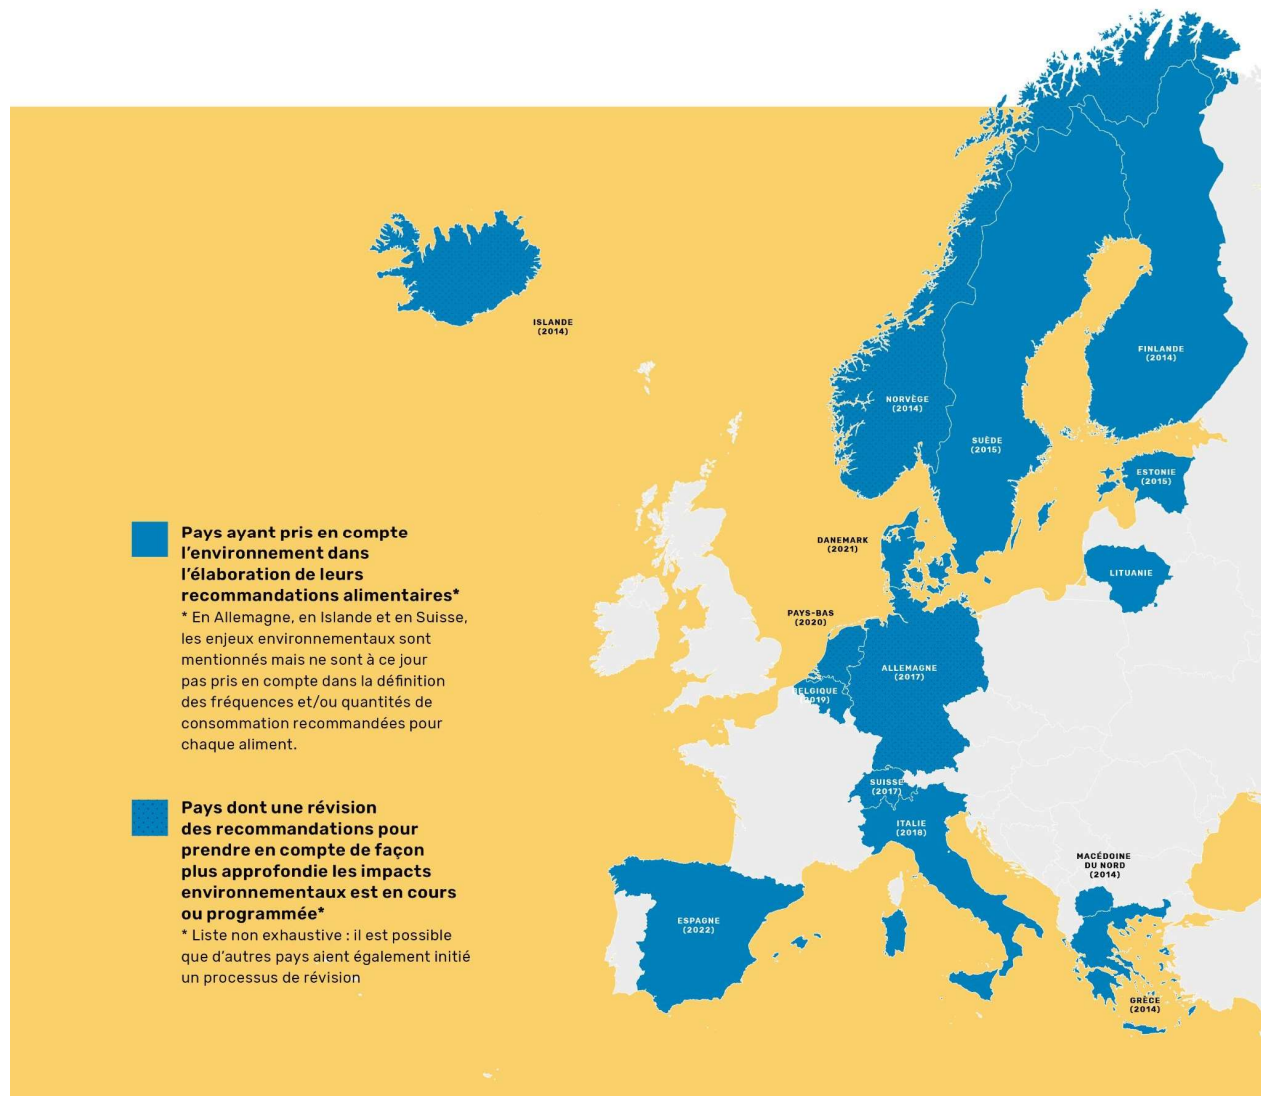 ISLANDE
(2014)
FINLANDE
(2014)
NORVÈGE
(2014)
SUÈDE
(2015)
ESTONIE
(2015)
DANEMARK
(2021)
LITUANIE
PAYS-BAS
(2020)
ALLEMAGNE
(2017)
BELGIQUE
(2019)
SUISSE
(2017)
ITALIE
(2018)
MACÉDOINE
DU NORD
(2014)
ESPAGNE
(2022)
GRÈCE
(2014)
Pays ayant pris en compte
l'environnement dans
l'élaboration de leurs
recommandations alimentaires*
* En Allemagne, en Islande et en Suisse,
les enjeux environnementaux sont
mentionnés mais ne sont à ce jour
pas pris en compte dans la définition
des fréquences et/ou quantités de
consommation recommandées pour
chaque aliment.
Pays dont une révision
des recommandations pour
prendre en compte de façon
plus approfondie les impacts
environnementaux est en cours
ou programmée*
* Liste non exhaustive : il est possible
que d'autres pays aient également initié
un processus de révision